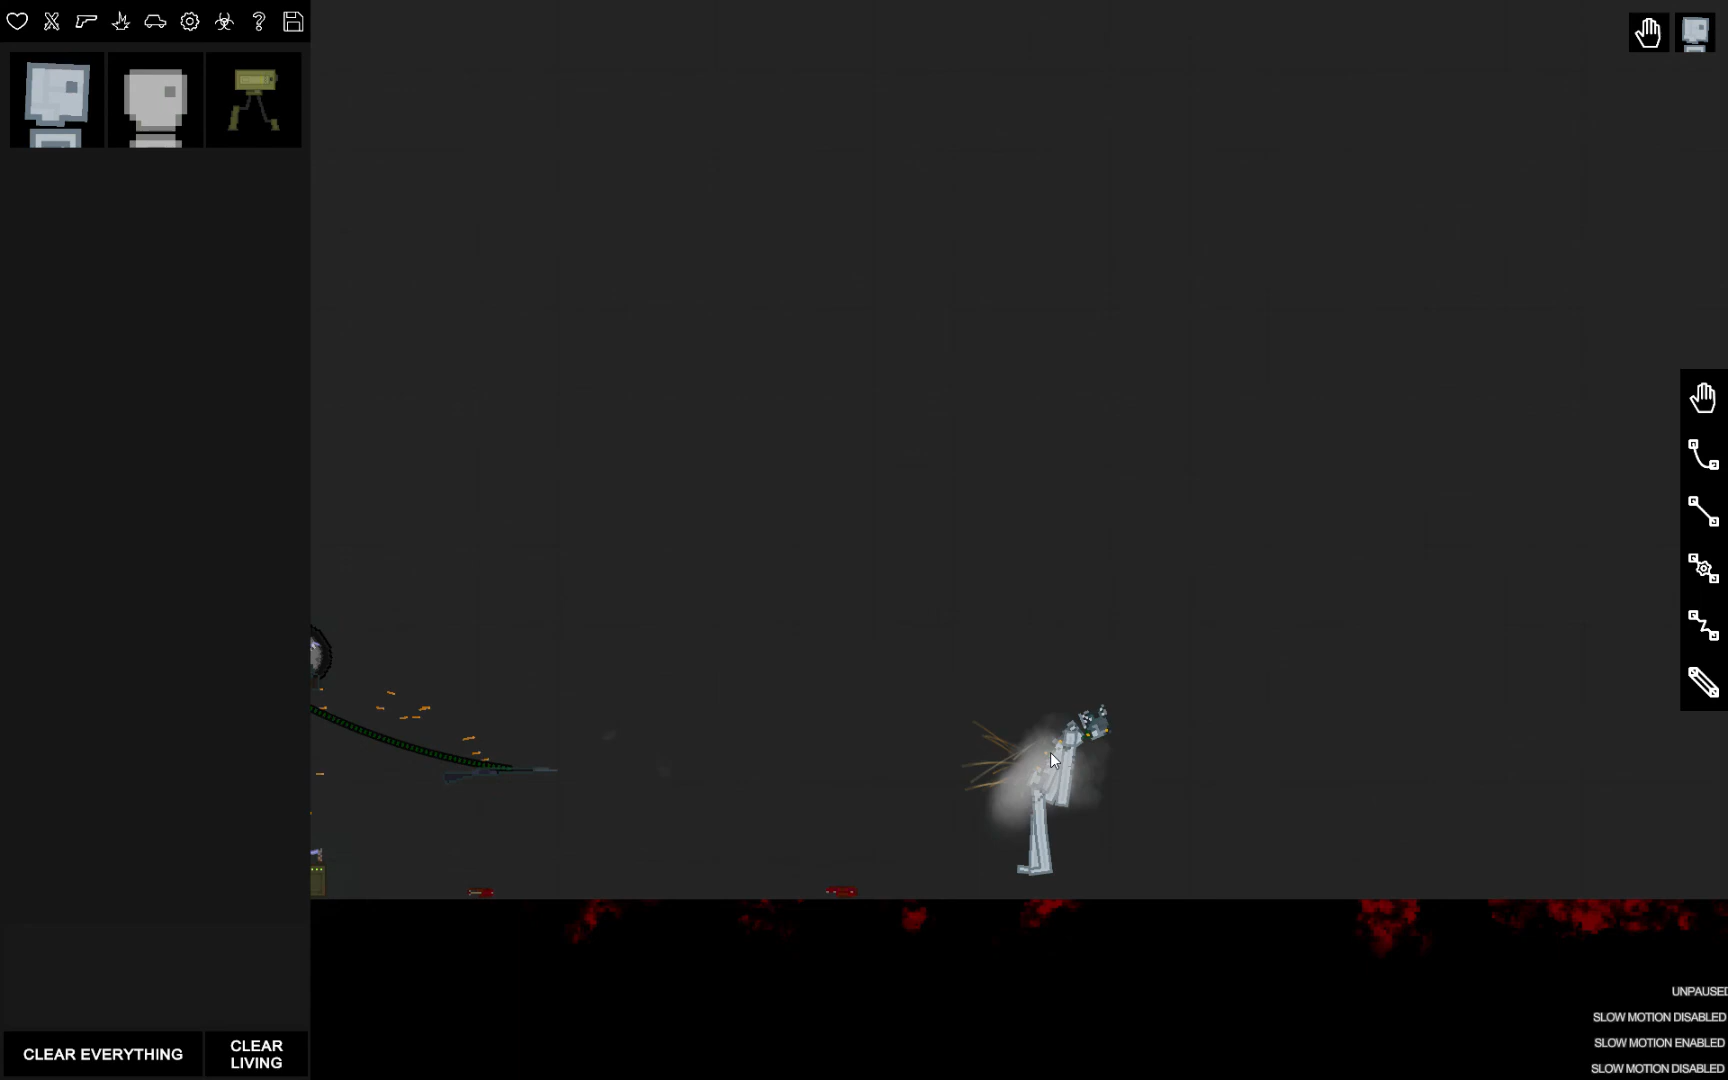 CLEAR EVERYTHING
CLEAR
LIVING
UNPAUSED
SLOW MOTION DISABLED
SLOW MOTION ENABLED
SLOW MOTION DISABLED